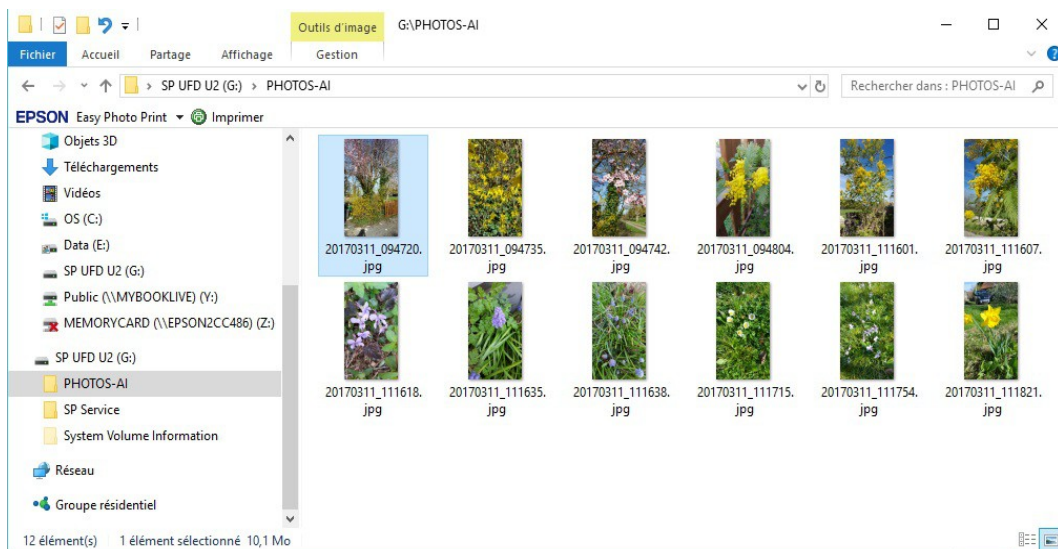 Outils d'image G:\PHOTOS-AI
Fichier Accueil Partage Affichage Gestion
SP UFD U2 (G:) PHOTOS-AI Rechercher dans : PHOTOS-AI
EPSON Easy Photo Print Imprimer
Objets 3D
Téléchargements
Vidéos
OS (C:)
Data (E:)
SP UFD U2 (G:)
Public (\\MYBOOKLIVE) (Y:)
MEMORYCARD (\\EPSON2CC486) (Z:)
SP UFD U2 (G:)
PHOTOS-AI
SP Service
System Volume Information
Réseau
Groupe résidentiel
20170311_094720. 20170311_094735. 20170311_094742. 20170311_094804. 20170311_111601. 20170311_111607.
jpg jpg jpg jpg jpg jpg
20170311_111618. 20170311_111635. 20170311_111638. 20170311_111715. 20170311_111754. 20170311_111821.
jpg jpg jpg jpg jpg jpg
12 élément(s) 1 élément sélectionné 10,1 Mo